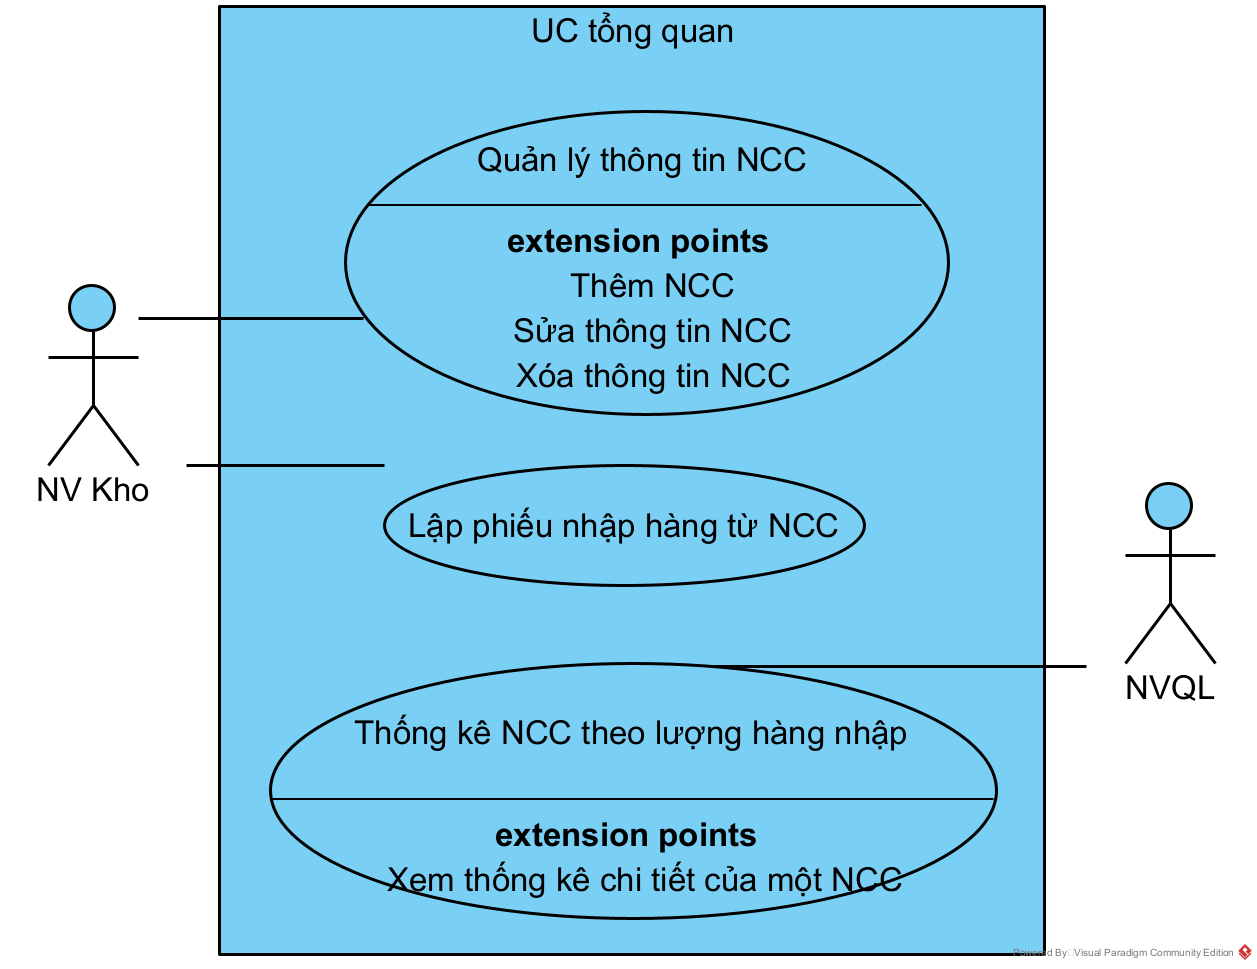 UC tổng quan
Quản lý thông tin NCC
extension points
Thêm NCC
Sửa thông tin NCC
Xóa thông tin NCC
NV Kho
Lập phiếu nhập hàng từ NCC
NVQL
Thống kê NCC theo lượng hàng nhập
extension points
Xem thống kê chi tiết của một NCC
Powered By Visual Paradigm Community Edition